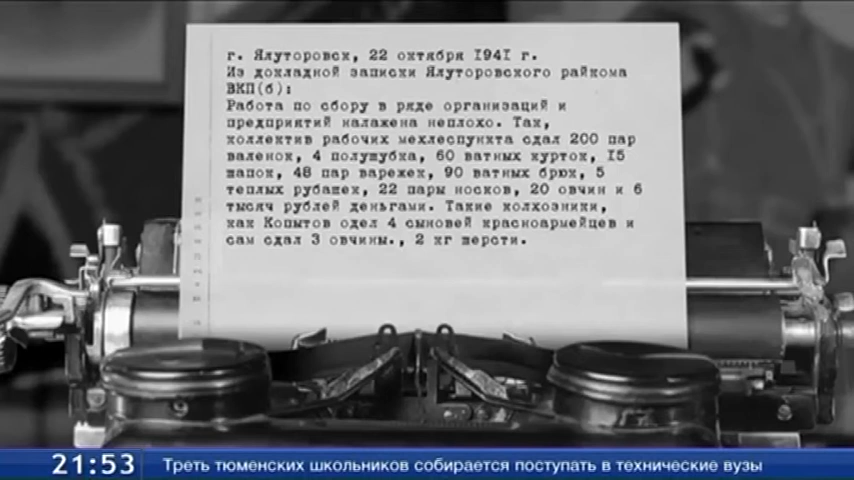 г. Ялуторовск, 22 октября 1941 г.
Из докладной записки Ялуторовского райкома
ВКП(б):
Работа по сбору в ряде организаций и
предприятий налажена неплохо. Так,
коллектив рабочих мехлеспункта сдал 200 пар
валенок, 4 полушубка, 60 ватных курток, 15
шапок, 48 пар варежек, 90 ватных брюк, 5
теплых рубашек, 22 пары носков, 20 овчин и 6
тысяч рублей деньгами. Такие колхозники,
как Копытов одел 4 сыновей красноармейцев и
сам сдал 3 овчины., 2 кг шерсти.
21:53
Треть тюменских школьников собирается поступать в технические вузы